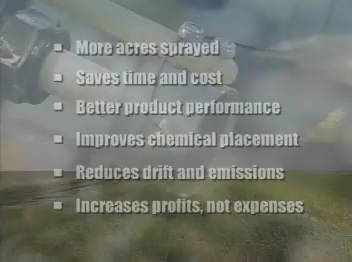 ▪ More acres sprayed
▪ Saves time and cost
▪ Better product performance
▪ Improves chemical placement
▪ Reduces drift and emissions
▪ Increases profits, not expenses